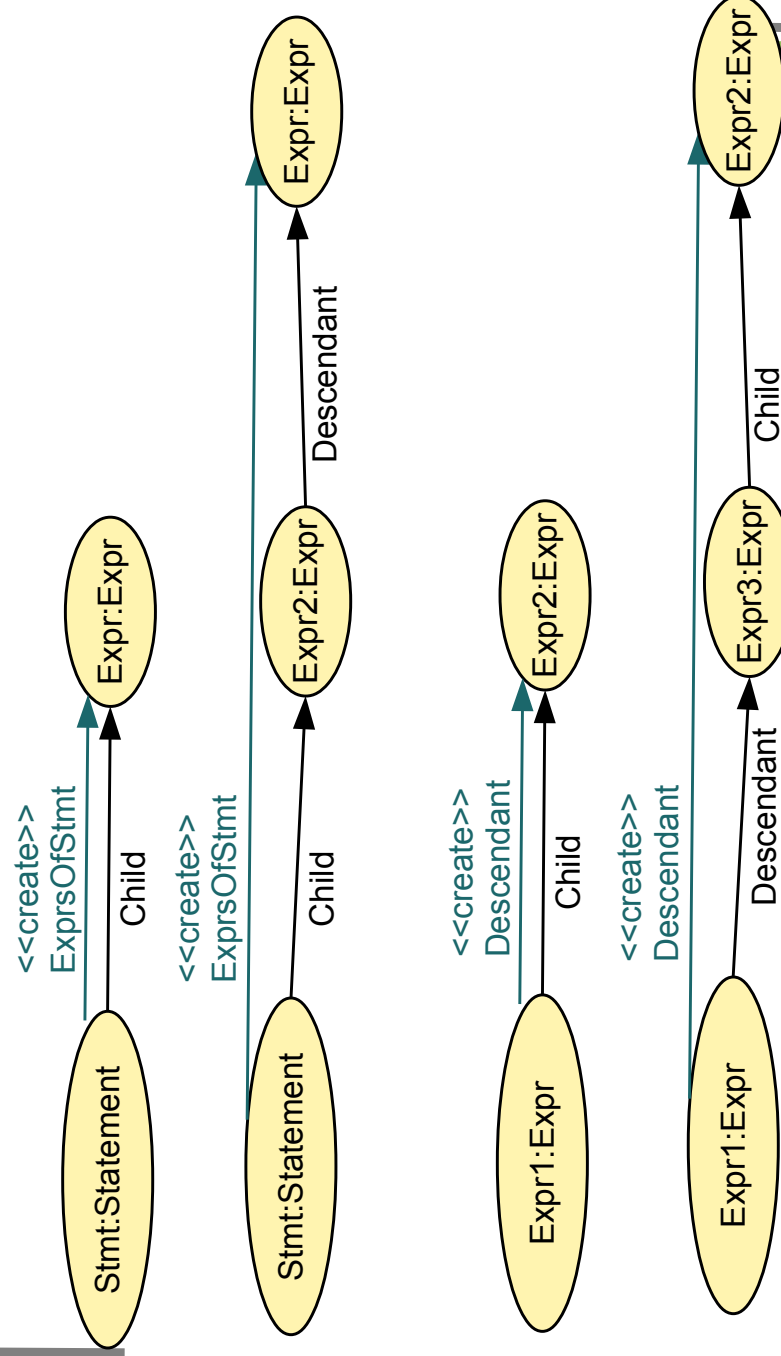 <<create>>
ExprsOfStmt
Stmt:Statement
Child
Expr:Expr
<<create>>
ExprsOfStmt
Stmt:Statement
Child
Expr2:Expr
Descendant
Expr:Expr
<<create>>
Descendant
Expr1:Expr
Child
Expr2:Expr
<<create>>
Descendant
Expr1:Expr
Descendant
Expr3:Expr
Child
Expr2:Expr